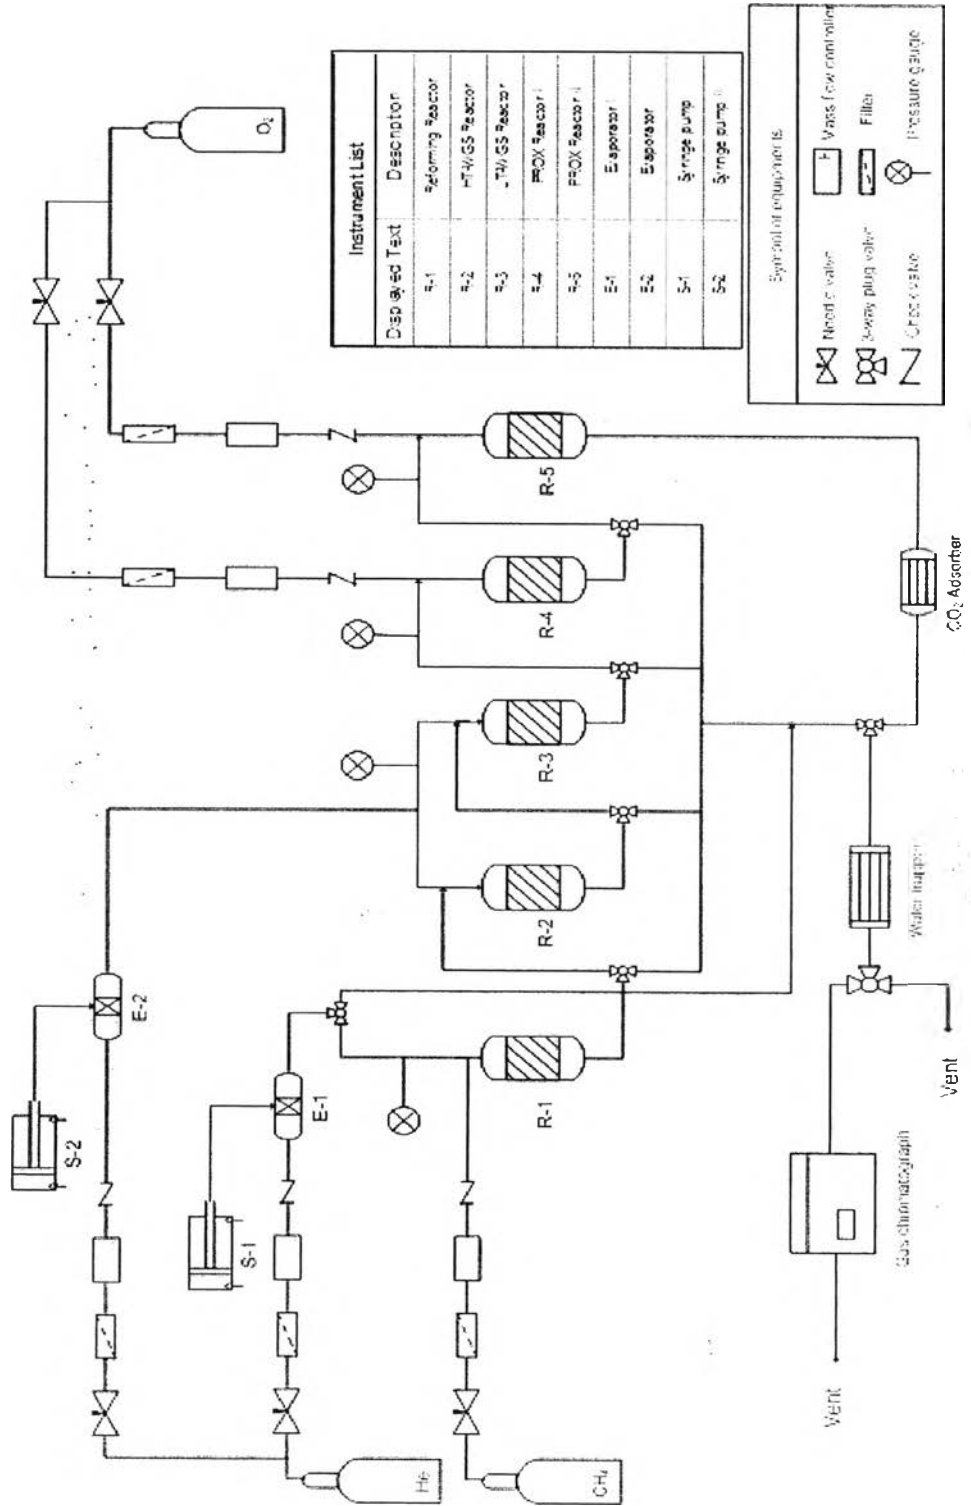 S-2
E-2
S-1
E-1
He
CH₄
O₂
R-1
R-2
R-3
R-4
R-5
CO₂ Adsorber
Water trapper
Gas chromatograph
Vent
Vent
Instrument List
Displayed Text Description
R-1 Reforming Reactor
R-2 HTWGS Reactor
R-3 LTWGS Reactor
R-4 PROX Reactor I
R-5 PROX Reactor II
E-1 Evaporator I
E-2 Evaporator
S-1 Syringe pump
S-2 Syringe pump II
Symbol of equipments
Needle valve
Mass flow controller
3-way plug valve
Filter
Check valve
Pressure gauge